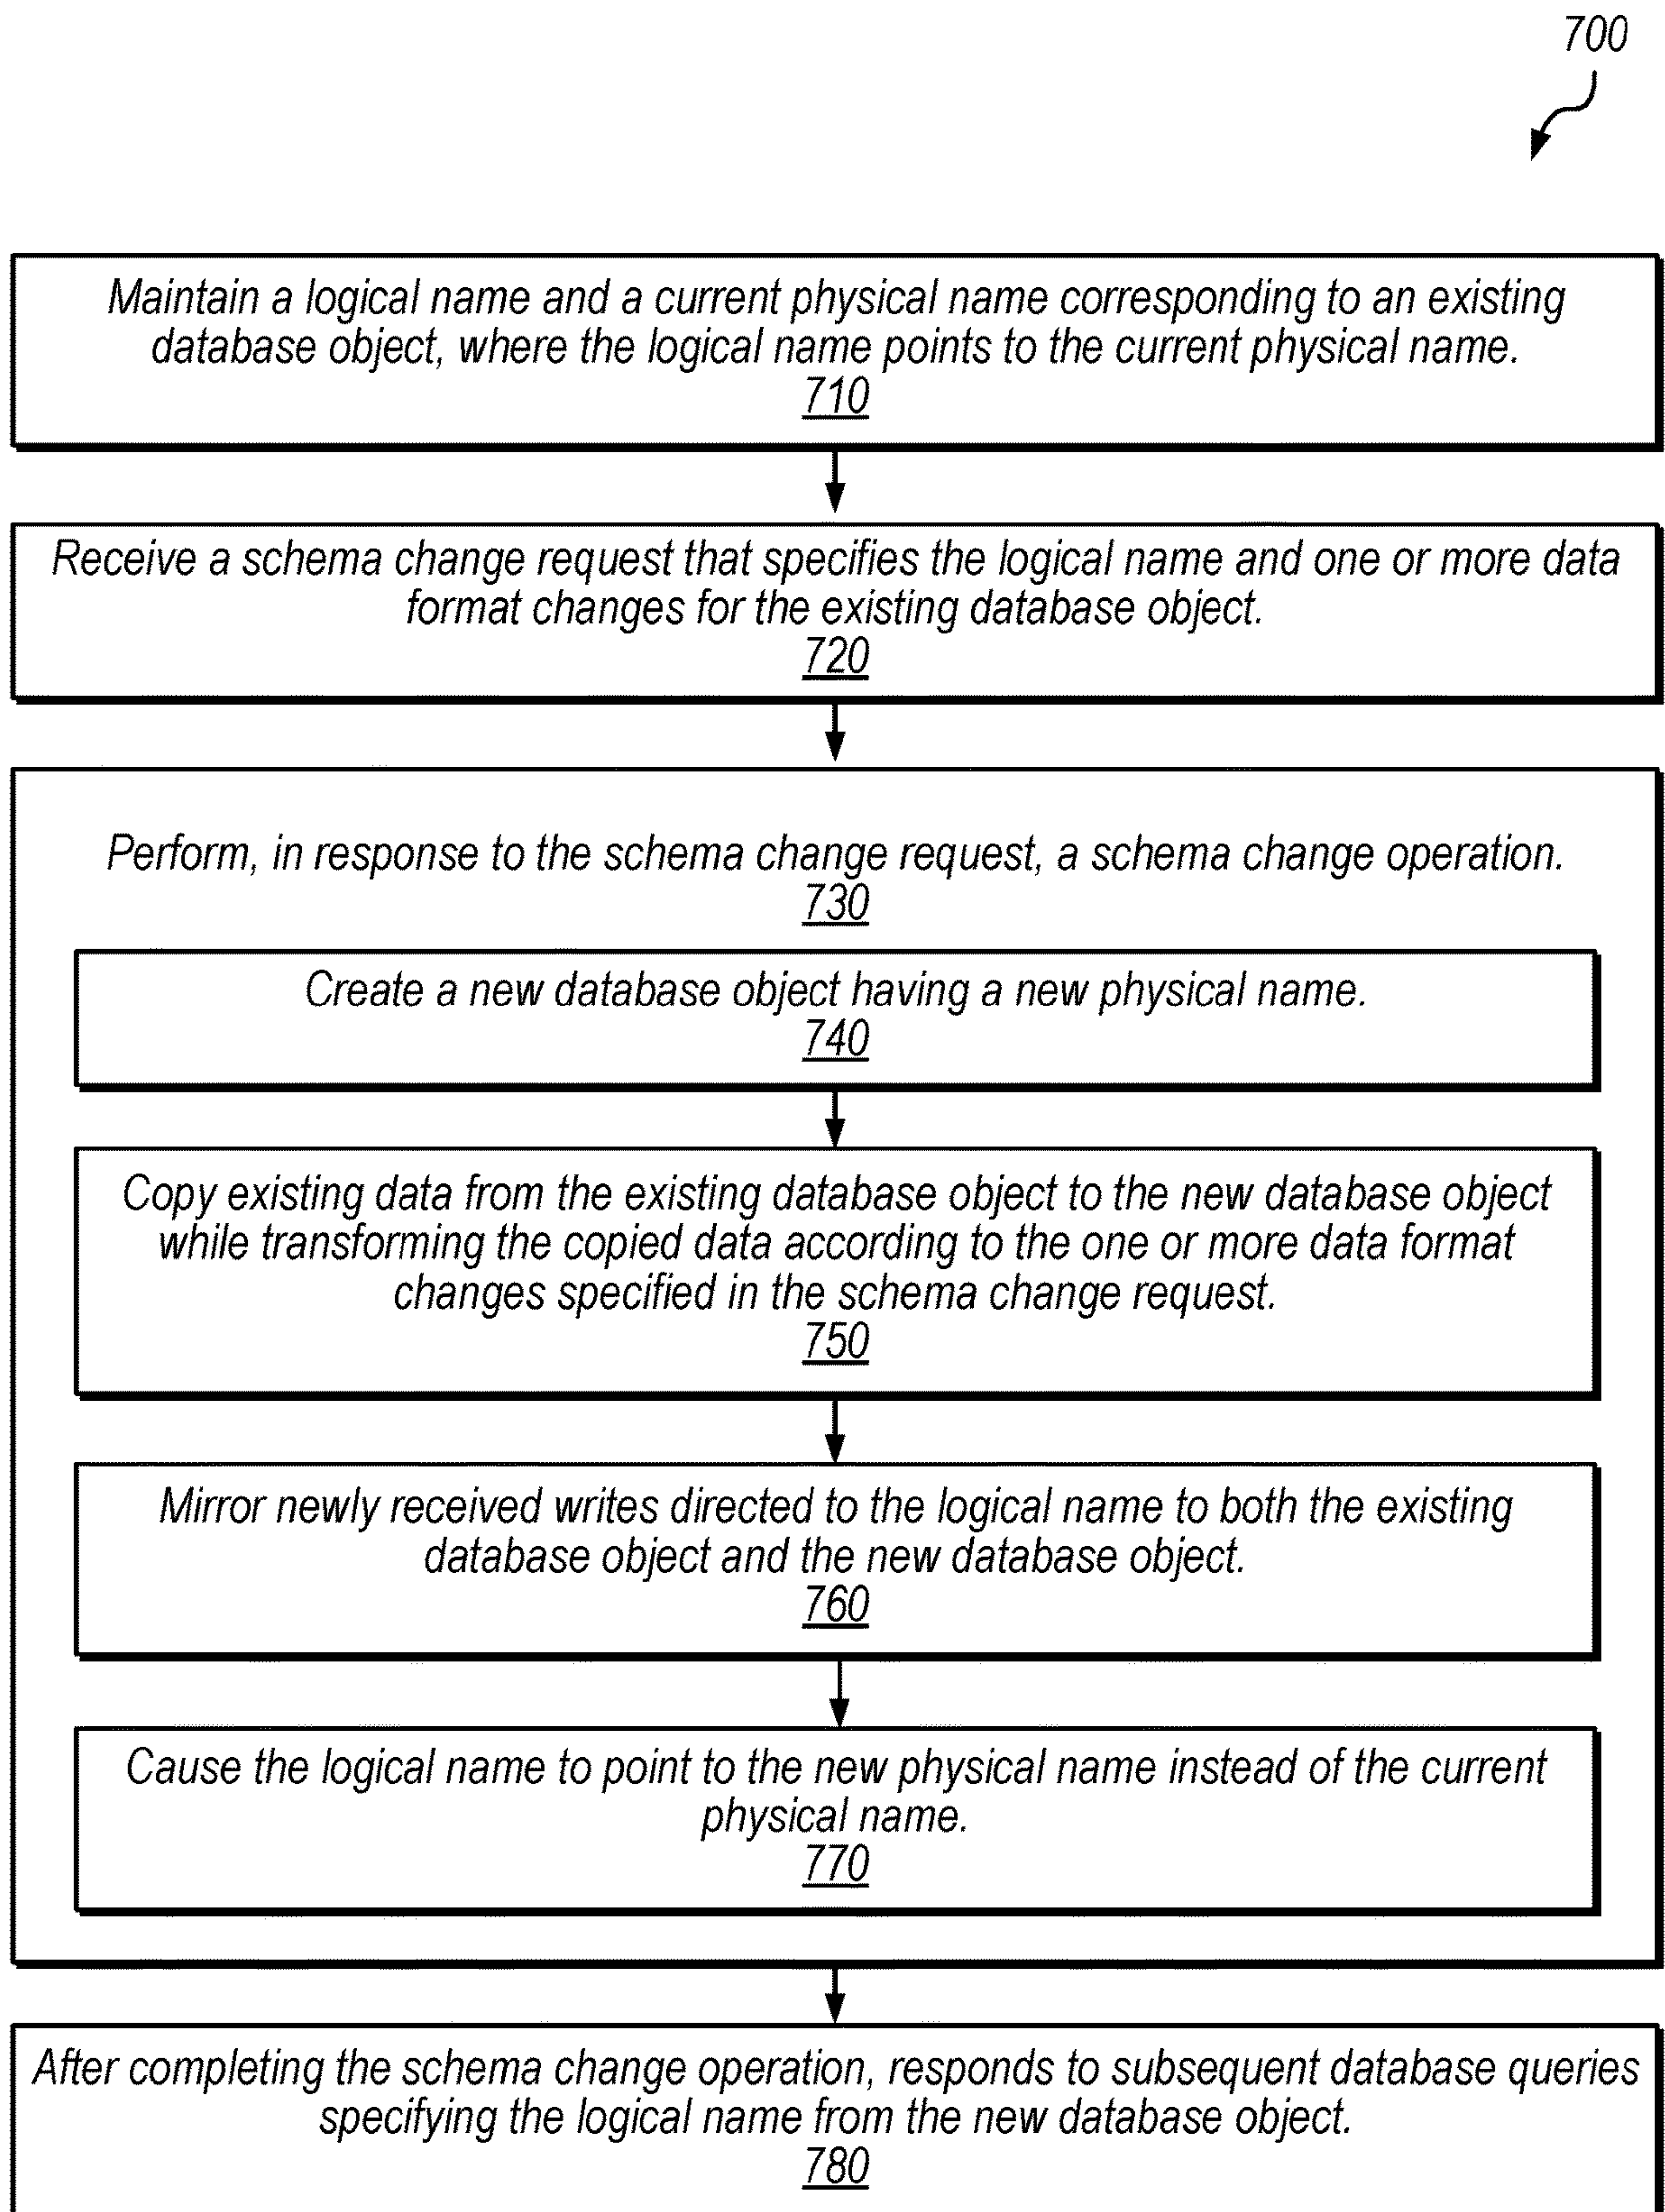 700
Maintain a logical name and a current physical name corresponding to an existing
database object, where the logical name points to the current physical name.
710
Receive a schema change request that specifies the logical name and one or more data
format changes for the existing database object.
720
Perform, in response to the schema change request, a schema change operation.
730
Create a new database object having a new physical name.
740
Copy existing data from the existing database object to the new database object
while transforming the copied data according to the one or more data format
changes specified in the schema change request.
750
Mirror newly received writes directed to the logical name to both the existing
database object and the new database object.
760
Cause the logical name to point to the new physical name instead of the current
physical name.
770
After completing the schema change operation, responds to subsequent database queries
specifying the logical name from the new database object.
780